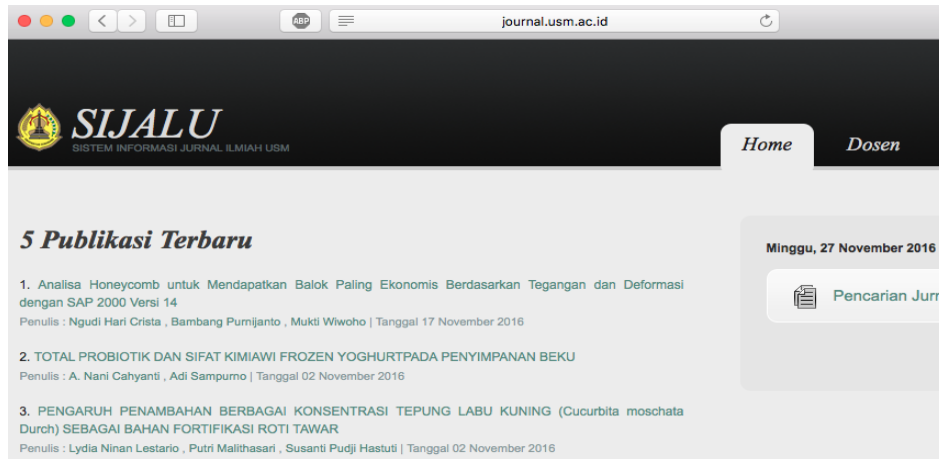 ABP
journal.usm.ac.id
SIJALU
SISTEM INFORMASI JURNAL ILMIAH USM
Home
Dosen
5 Publikasi Terbaru
Minggu, 27 November 2016
1. Analisa Honeycomb untuk Mendapatkan Balok Paling Ekonomis Berdasarkan Tegangan dan Deformasi
dengan SAP 2000 Versi 14
Penulis : Ngudi Hari Crista , Bambang Purnijanto , Mukti Wiwoho | Tanggal 17 November 2016
Pencarian Jurn
2. TOTAL PROBIOTIK DAN SIFAT KIMIAWI FROZEN YOGHURTPADA PENYIMPANAN BEKU
Penulis : A. Nani Cahyanti , Adi Sampurno | Tanggal 02 November 2016
3. PENGARUH PENAMBAHAN BERBAGAI KONSENTRASI TEPUNG LABU KUNING (Cucurbita moschata
Durch) SEBAGAI BAHAN FORTIFIKASI ROTI TAWAR
Penulis : Lydia Ninan Lestario , Putri Malithasari , Susanti Pudji Hastuti | Tanggal 02 November 2016